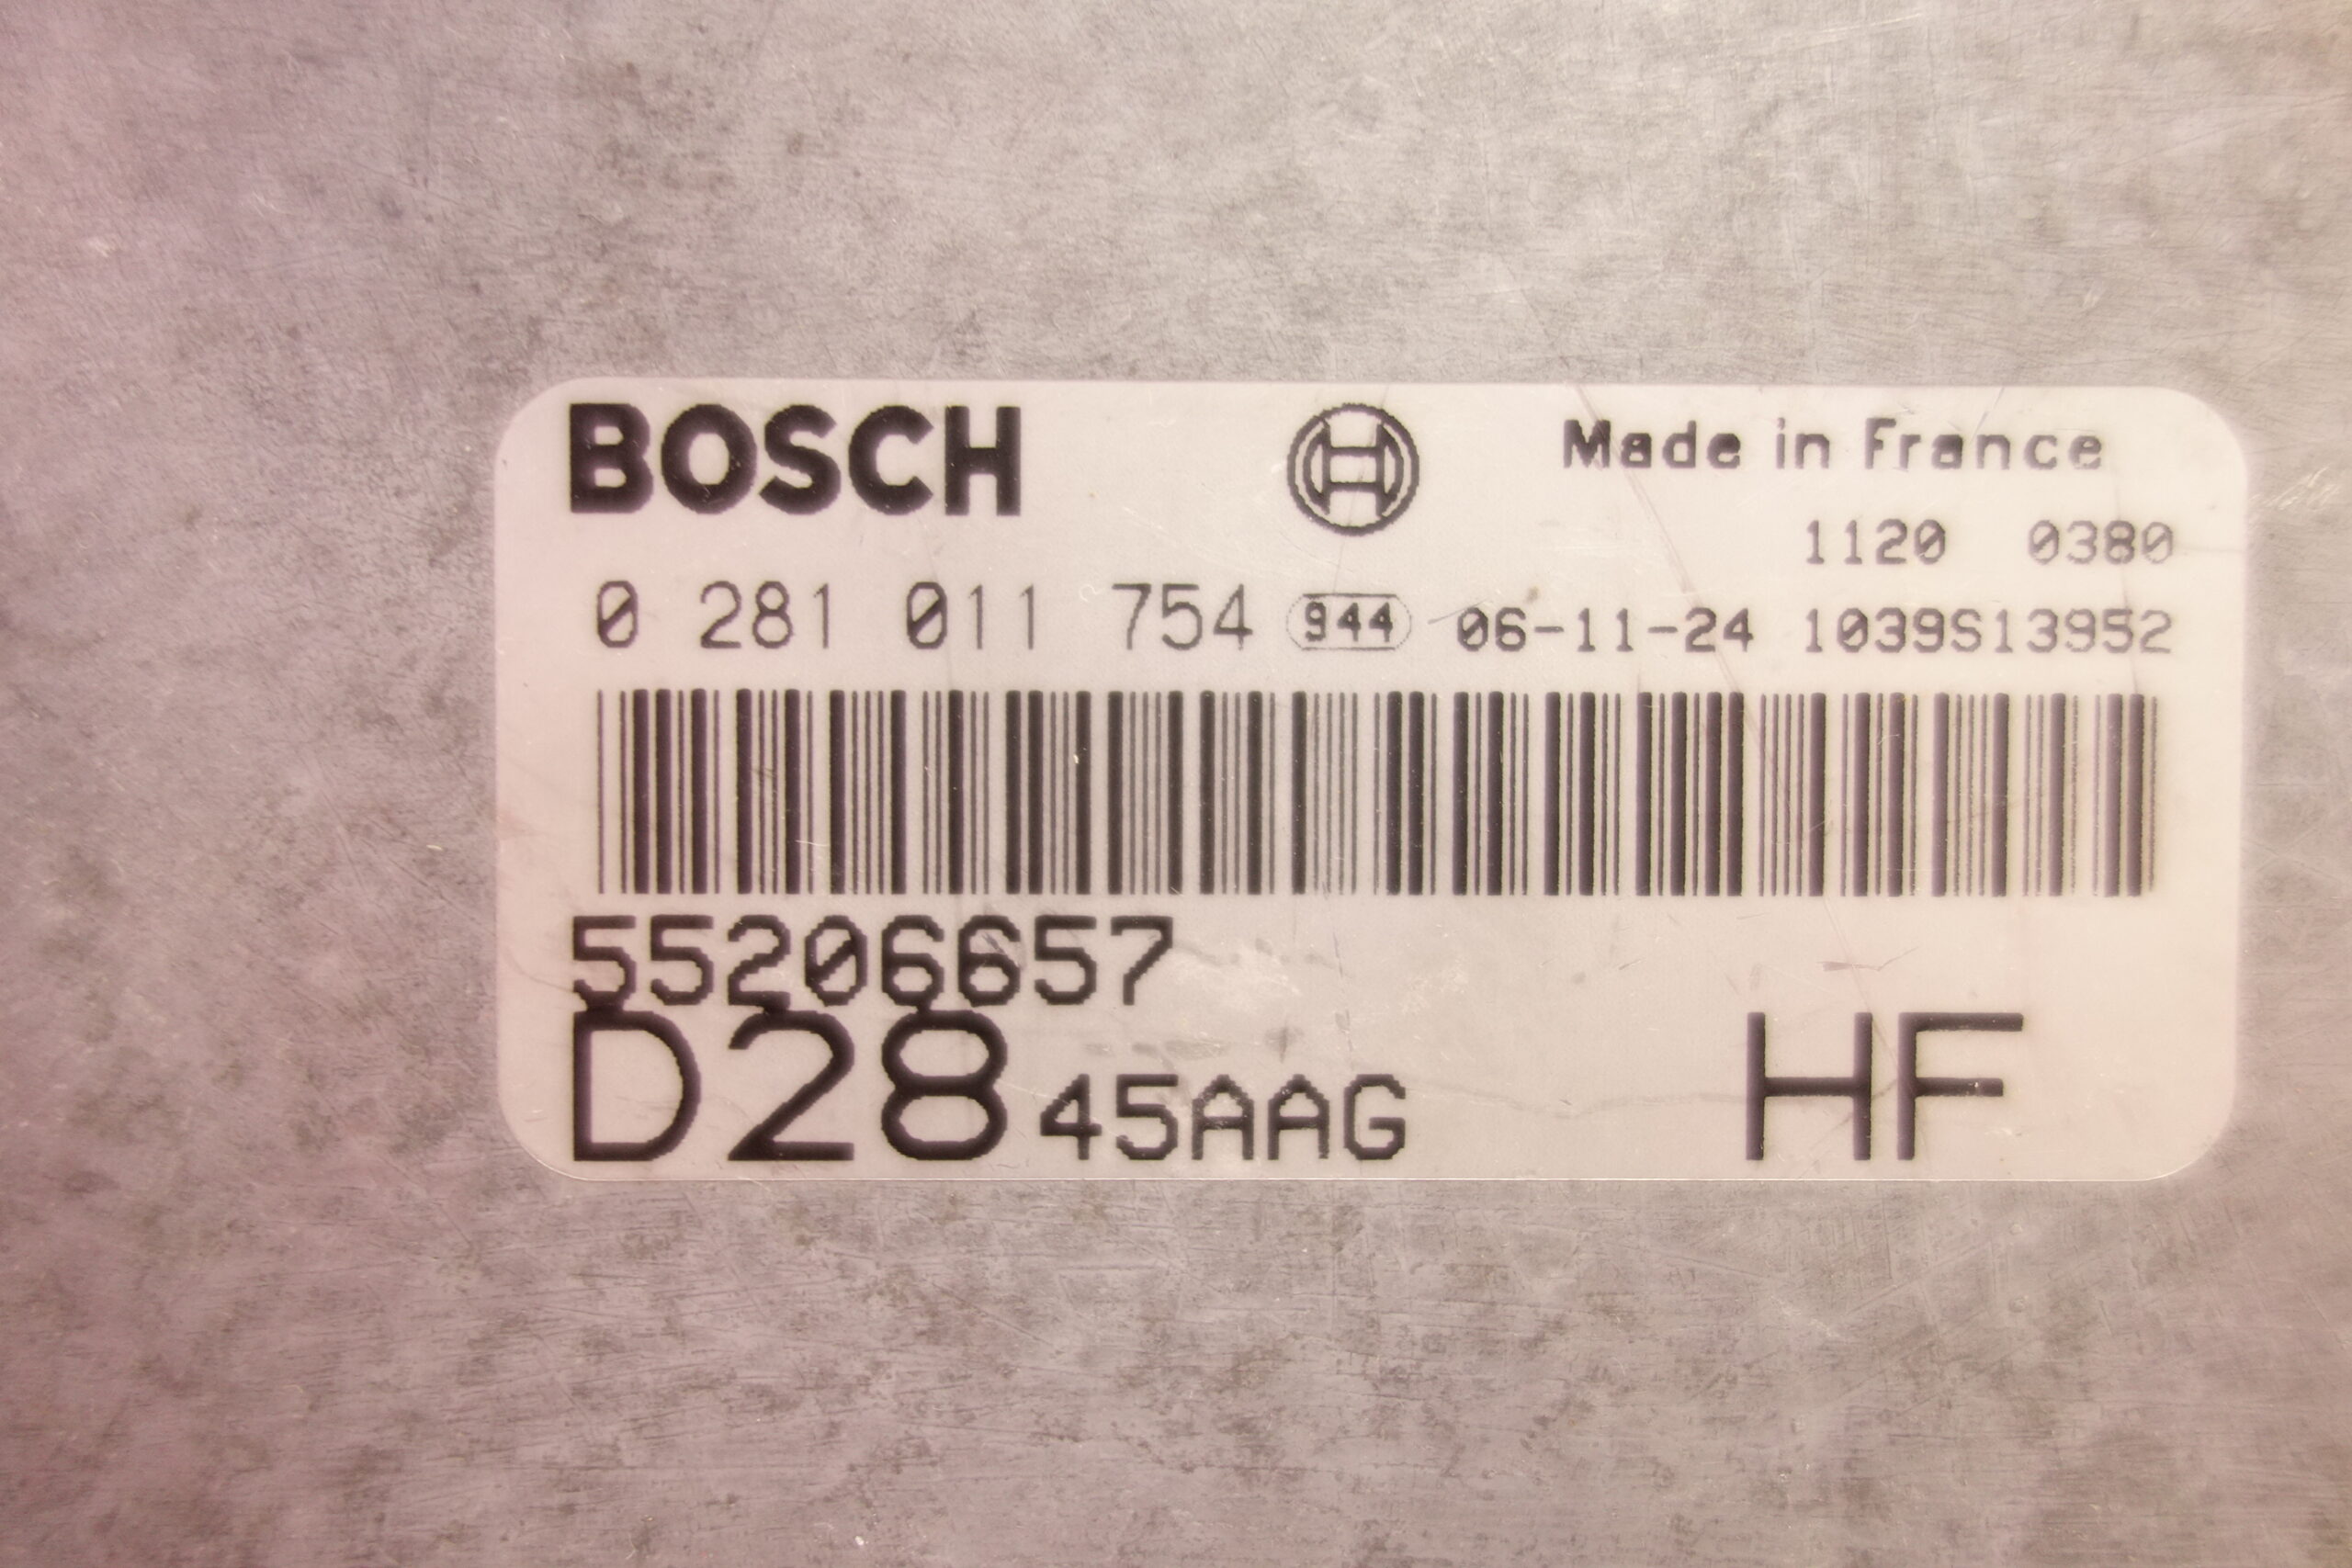 BOSCH Made in France
1120 0380
0 281 011 754 944 06-11-24 1039S13952
55206657
D28 45AAG HF